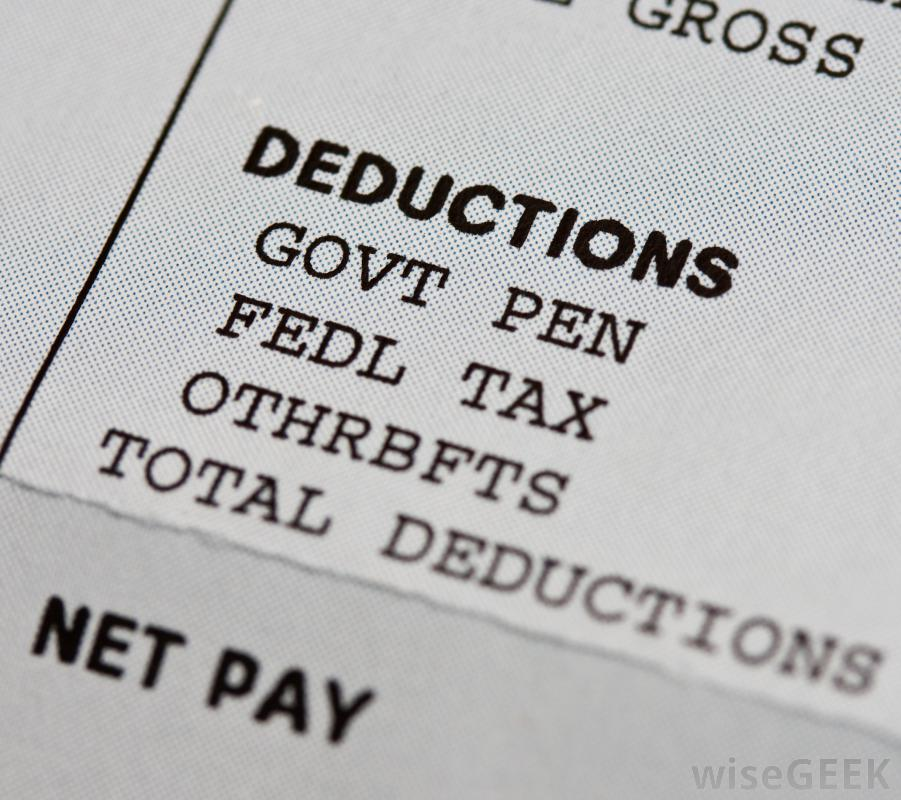 GROSS
DEDUCTIONS
GOVT PEN
FEDL TAX
OTHRBFTS
TOTAL DEDUCTIONS
NET PAY
wiseGEEK